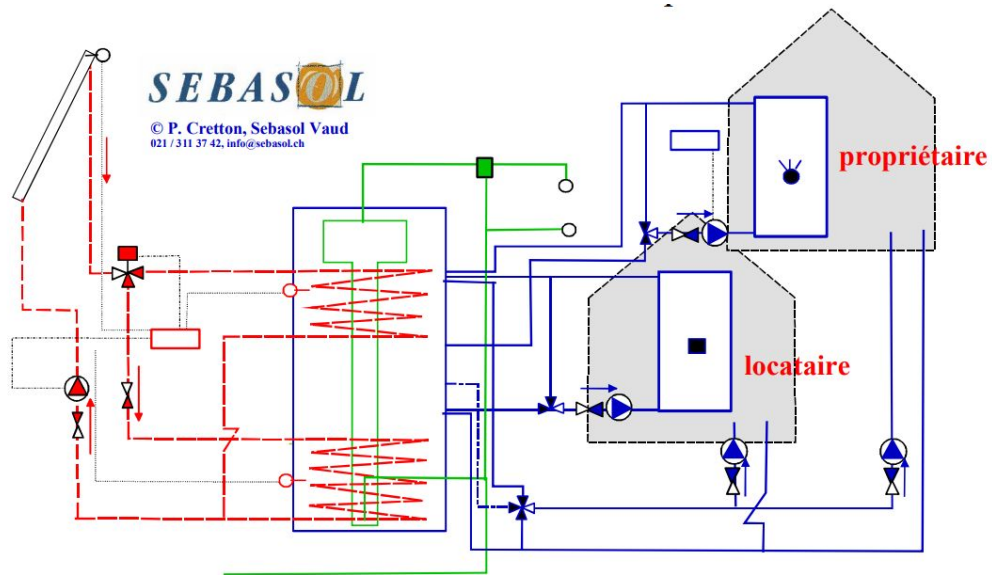 SEBASOL
© P. Cretton, Sebasol Vaud
021 / 311 37 42, info@sebasol.ch
propriétaire
locataire